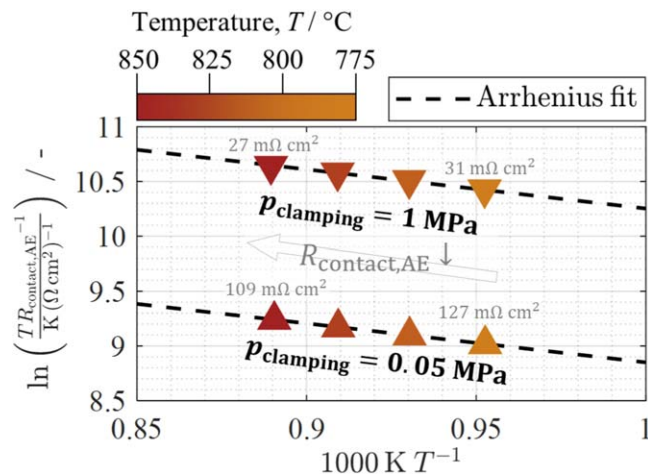 Temperature, T / °C
850 825 800 775
Arrhenius fit
11
10.5
10
9.5
9
8.5
ln (TR_contact,AE^-1 / K (Ω cm²)^-1) / -
27 mΩ cm²
31 mΩ cm²
p_clamping = 1 MPa
R_contact,AE ↓
109 mΩ cm²
127 mΩ cm²
p_clamping = 0.05 MPa
0.85 0.9 0.95 1
1000 K T^-1